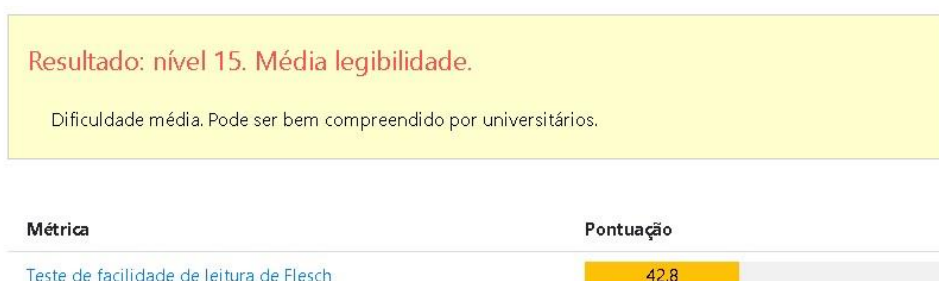 Resultado: nível 15. Média legibilidade.
Dificuldade média. Pode ser bem compreendido por universitários.
Métrica Pontuação
Teste de facilidade de leitura de Flesch 42.8